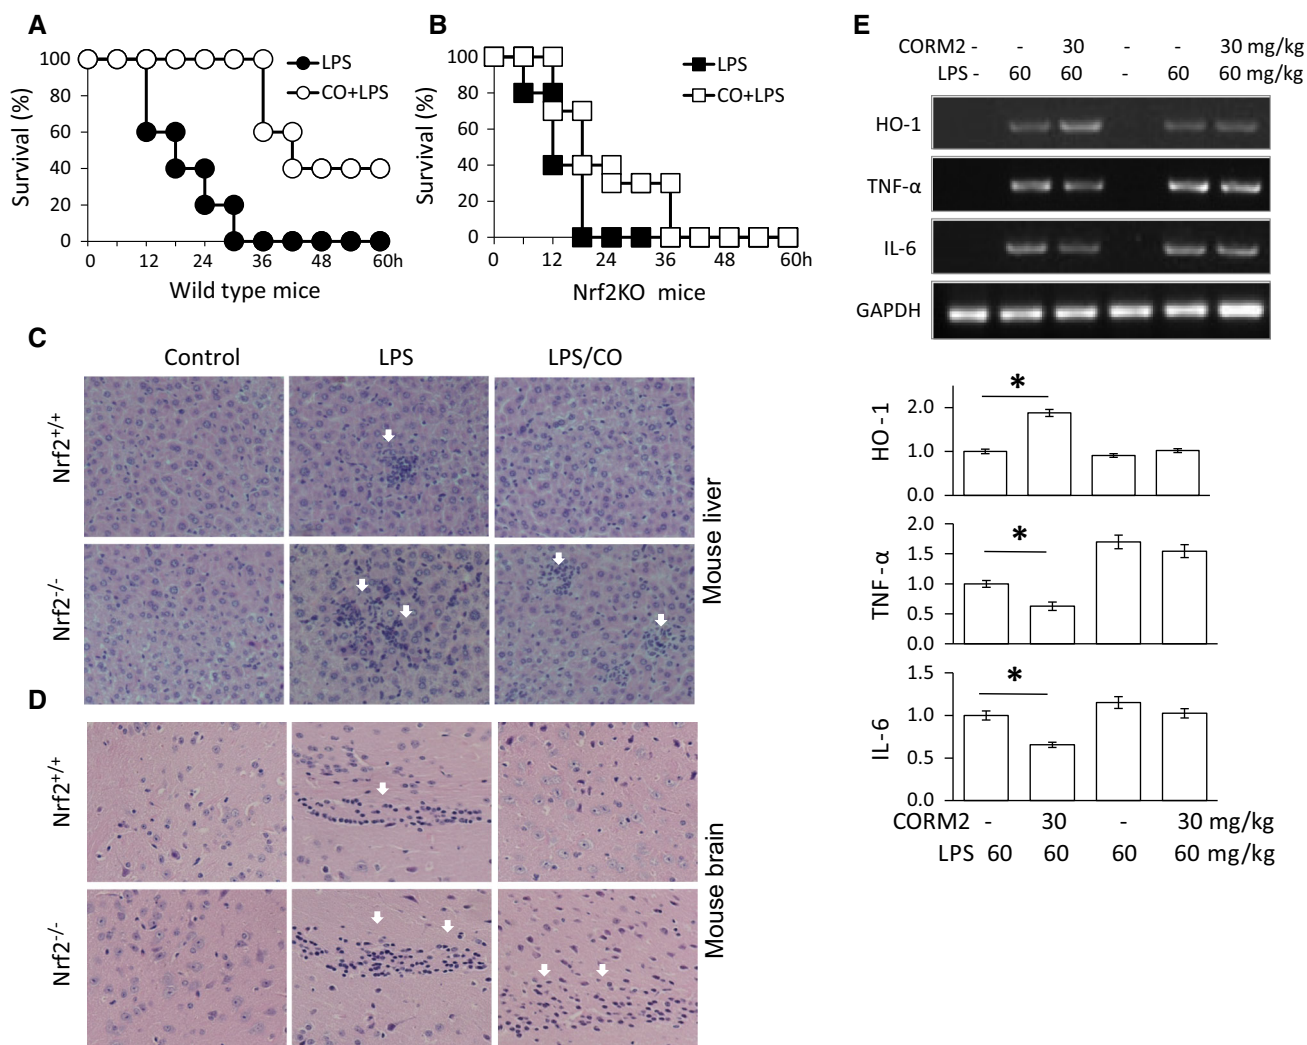 A
100
80
60
40
20
0
Survival (%)
LPS
CO+LPS
0 12 24 36 48 60h
Wild type mice
B
100
80
60
40
20
0
Survival (%)
LPS
CO+LPS
0 12 24 36 48 60h
Nrf2KO mice
C
Control LPS LPS/CO
Nrf2+/+
Nrf2-/-
Mouse liver
D
Nrf2+/+
Nrf2-/-
Mouse brain
E
CORM2 - - 30 - - 30 mg/kg
LPS - 60 60 - 60 60 mg/kg
HO-1
TNF-α
IL-6
GAPDH
HO-1
2.0
1.0
0.0
*
TNF-α
2.0
1.5
1.0
0.5
0.0
*
IL-6
1.5
1.0
0.5
0.0
*
CORM2 - 30 - 30 mg/kg
LPS 60 60 60 60 mg/kg